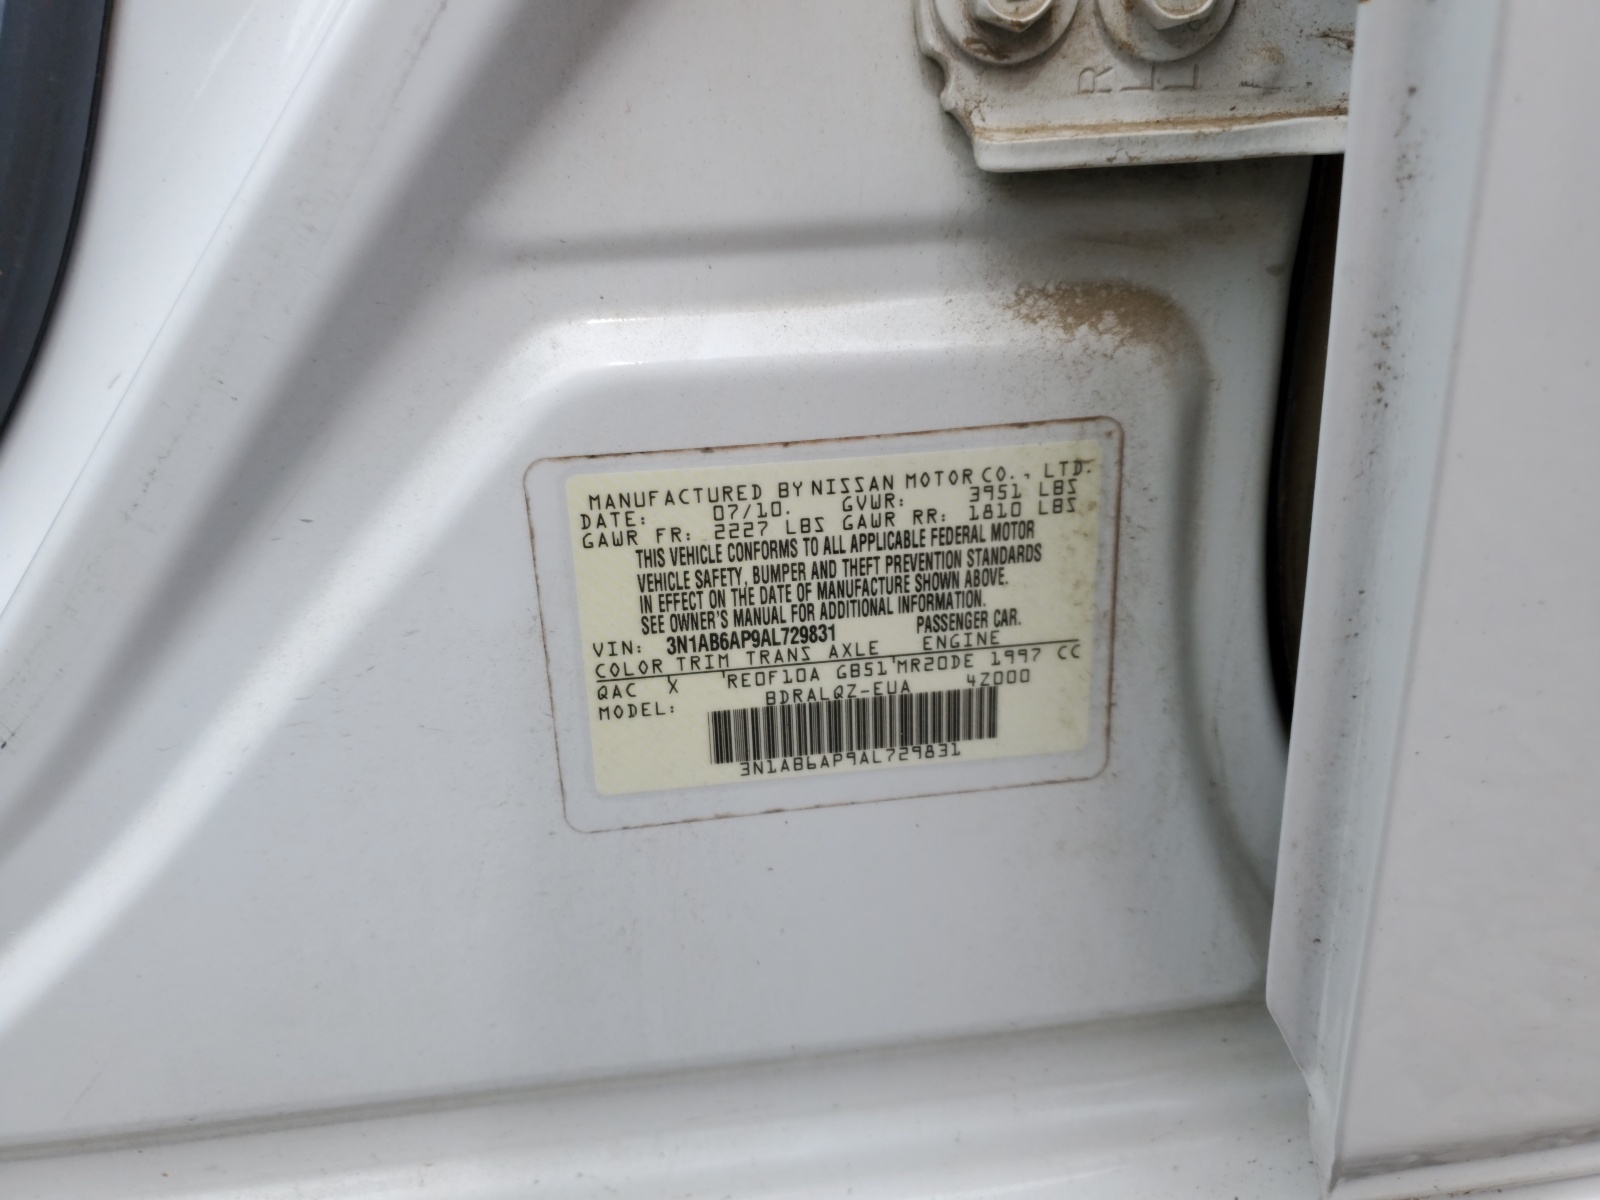 MANUFACTURED BY NISSAN MOTOR CO., LTD.
DATE: 07/10. GVWR: 3951 LBS
GAWR FR: 2227 LBS GAWR RR: 1810 LBS
THIS VEHICLE CONFORMS TO ALL APPLICABLE FEDERAL MOTOR
VEHICLE SAFETY, BUMPER AND THEFT PREVENTION STANDARDS
IN EFFECT ON THE DATE OF MANUFACTURE SHOWN ABOVE.
SEE OWNER'S MANUAL FOR ADDITIONAL INFORMATION.
VIN: 3N1AB6AP9AL729831 PASSENGER CAR.
COLOR TRIM TRANS AXLE ENGINE
QAC X RE0F10A GB51 MR20DE 1997 CC
MODEL: BDRALQZ-EUA 4Z000
3N1AB6AP9AL729831